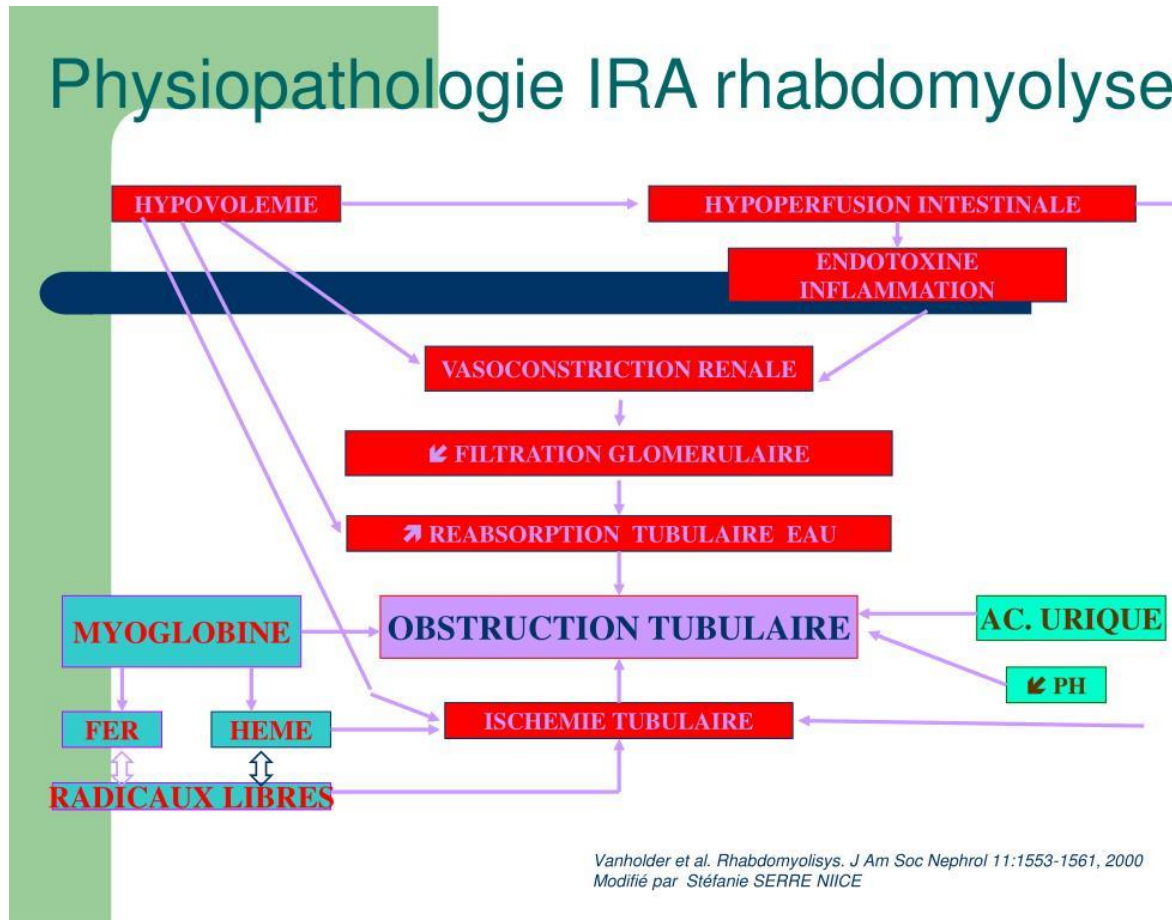 Physiopathologie IRA rhabdomyolyse
HYPOVOLEMIE
HYPOPERFUSION INTESTINALE
ENDOTOXINE
INFLAMMATION
VASOCONSTRICTION RENALE
↙ FILTRATION GLOMERULAIRE
↗ REABSORPTION TUBULAIRE EAU
MYOGLOBINE
OBSTRUCTION TUBULAIRE
AC. URIQUE
↙ PH
FER
HEME
ISCHEMIE TUBULAIRE
RADICAUX LIBRES
Vanholder et al. Rhabdomyolisys. J Am Soc Nephrol 11:1553-1561, 2000
Modifié par Stéfanie SERRE NIICE